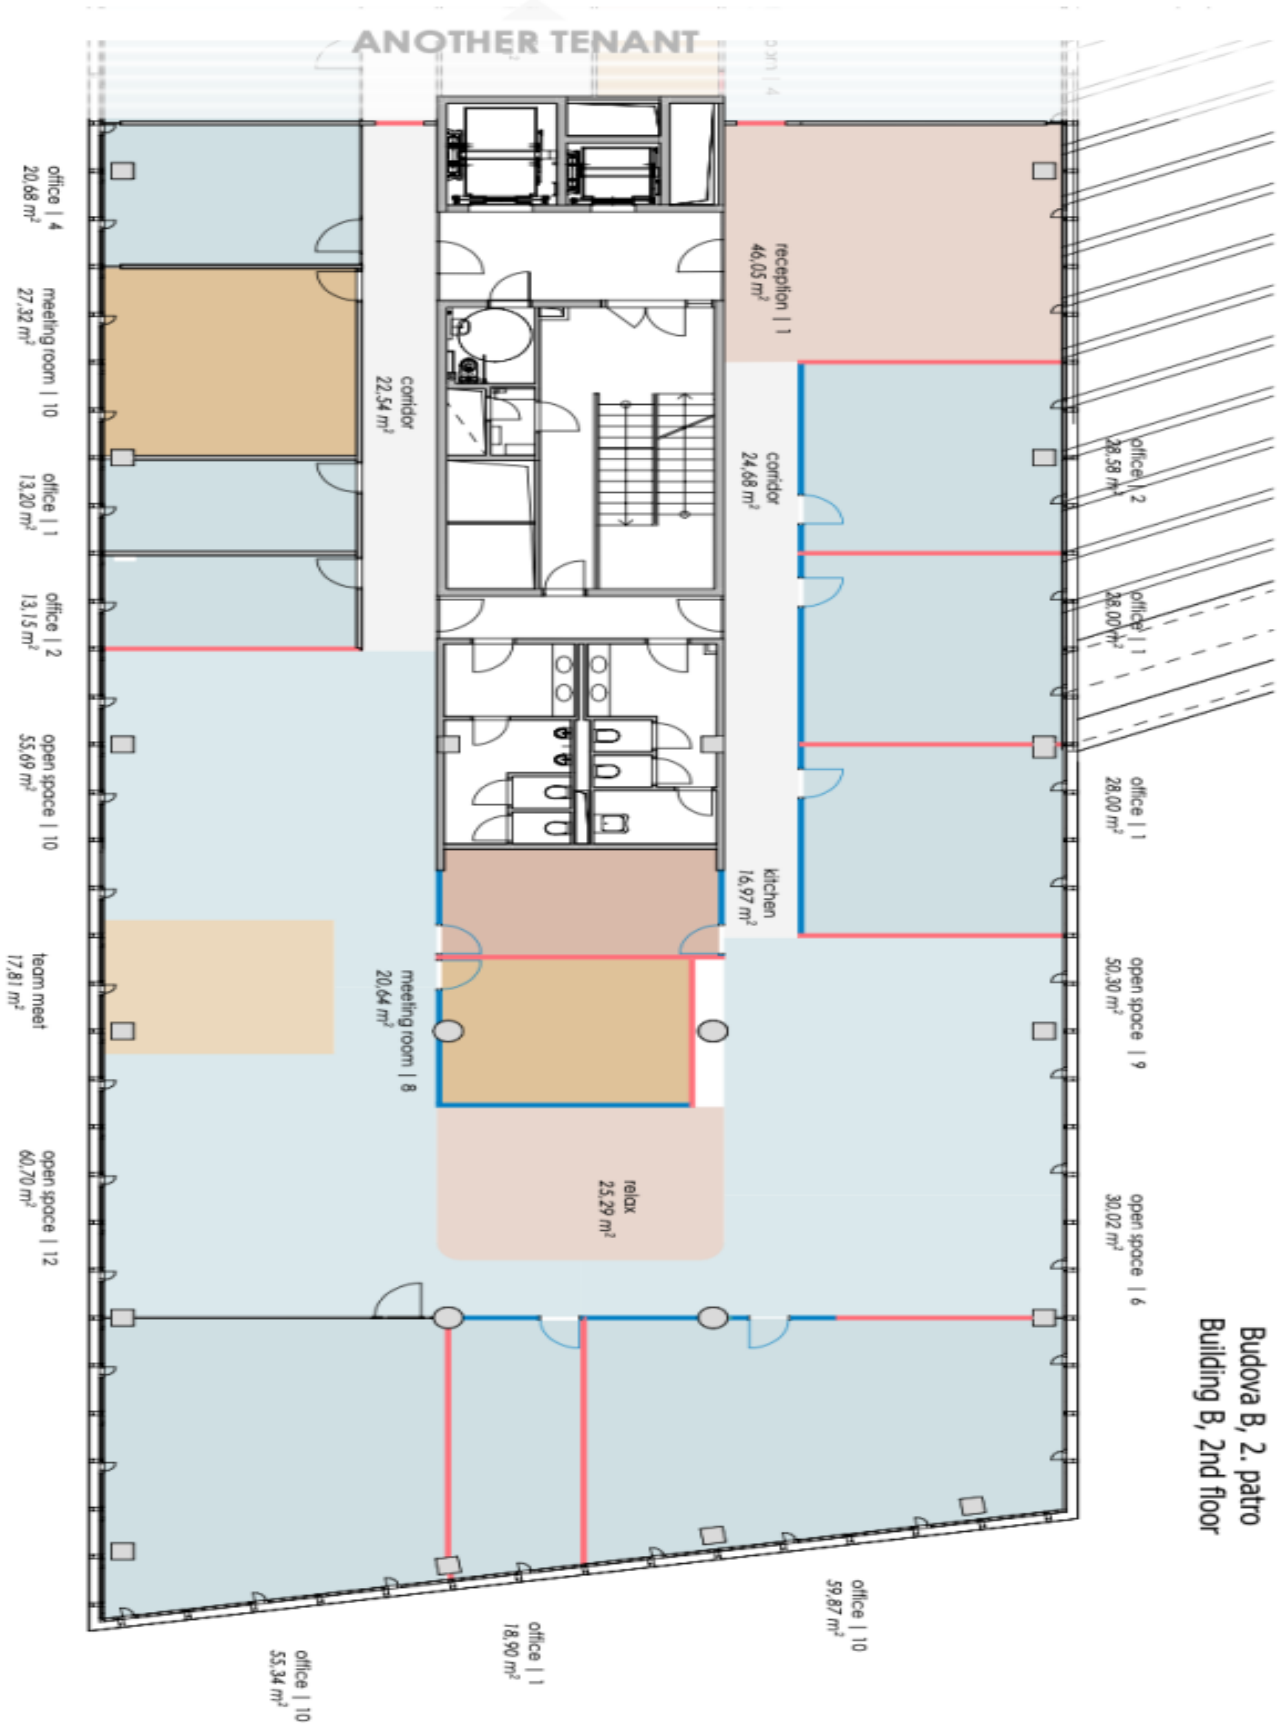 ANOTHER TENANT
office | 4
20,68 m²
meeting room | 10
27,32 m²
office | 1
13,20 m²
office | 2
13,15 m²
open space | 10
55,69 m²
team meet
17,81 m²
open space | 12
60,70 m²
corridor
22,54 m²
meeting room | 8
20,64 m²
reception | 1
46,05 m²
corridor
24,68 m²
kitchen
16,97 m²
relax
25,29 m²
office | 2
28,58 m²
office | 1
28,00 m²
office | 1
28,00 m²
open space | 9
50,30 m²
open space | 6
30,02 m²
office | 10
59,87 m²
office | 1
18,90 m²
office | 10
55,34 m²
Budova B, 2. patro
Building B, 2nd floor